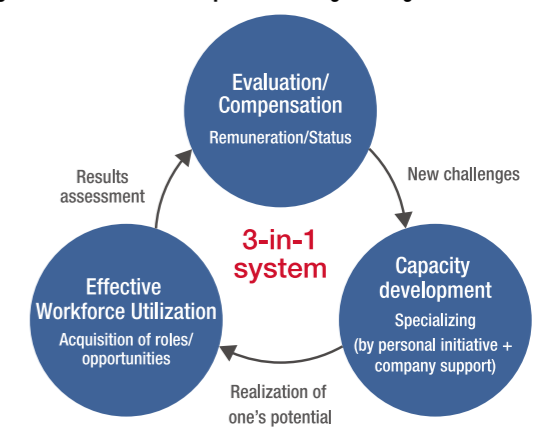 Evaluation/
Compensation
Remuneration/Status
Results
assessment
New challenges
3-in-1
system
Effective
Workforce Utilization
Acquisition of roles/
opportunities
Capacity
development
Specializing
(by personal initiative +
company support)
Realization of
one's potential